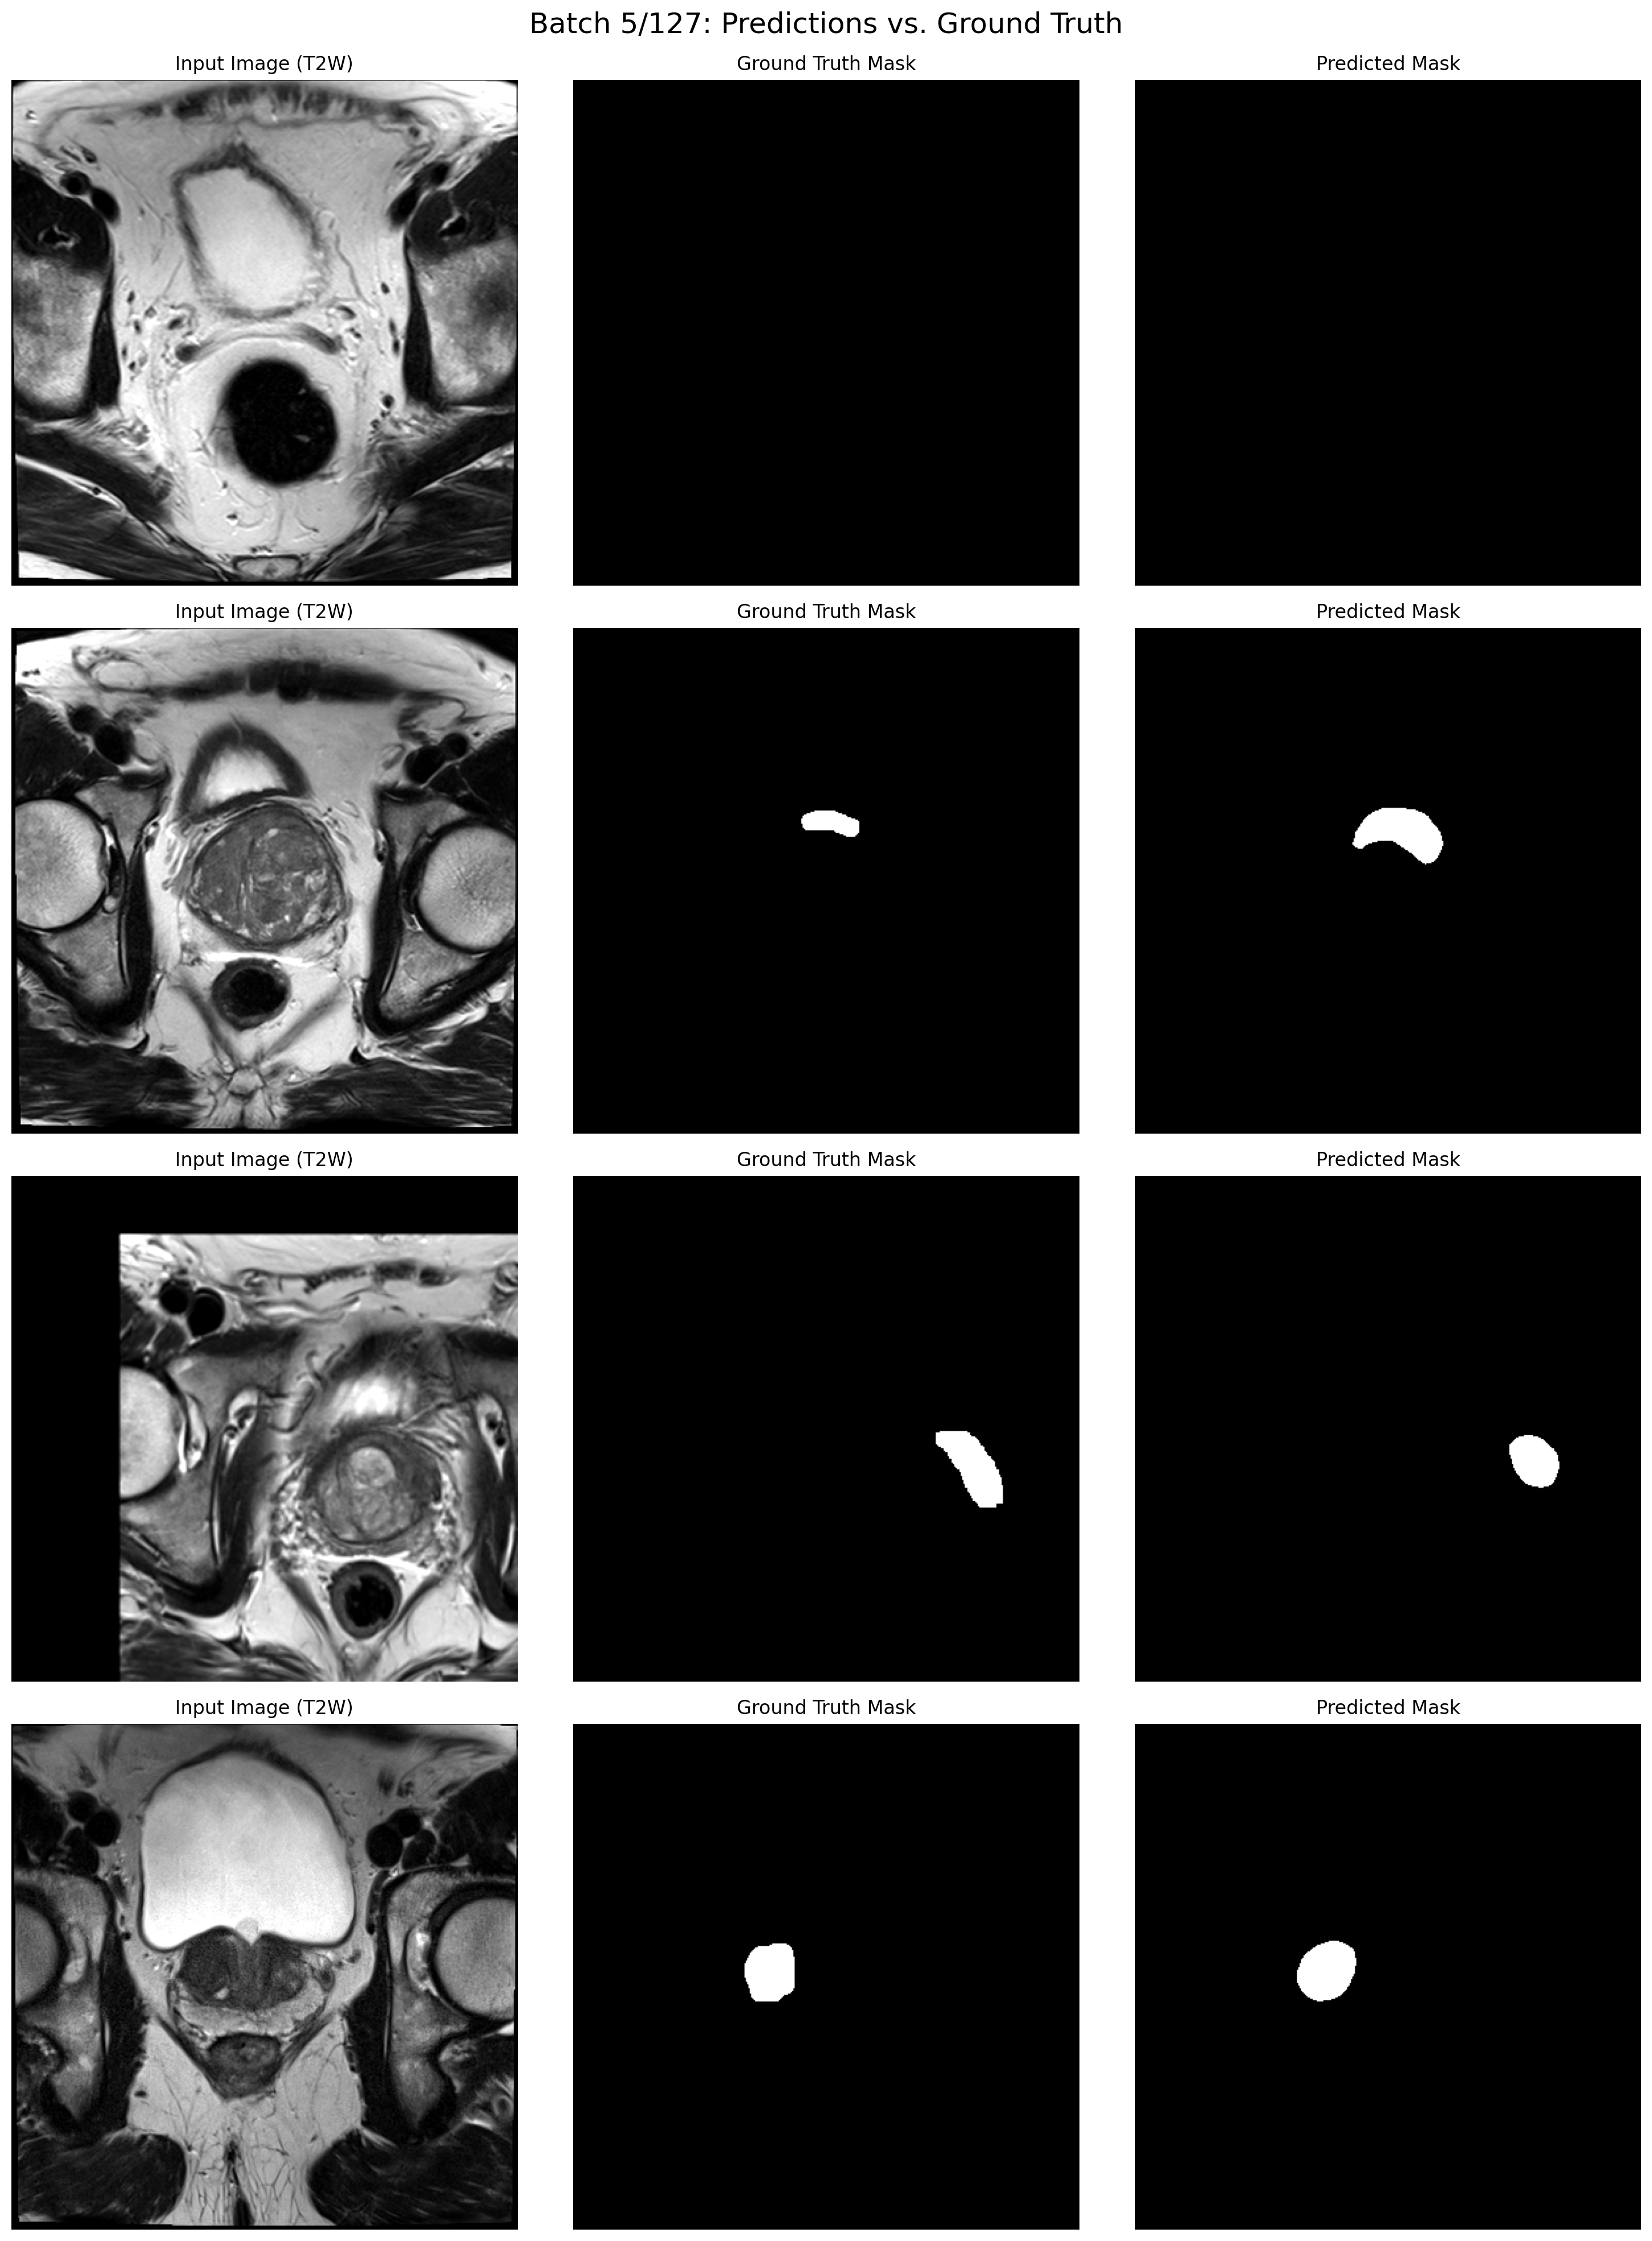 Batch 5/127: Predictions vs. Ground Truth
Input Image (T2W)
Ground Truth Mask
Predicted Mask
Input Image (T2W)
Ground Truth Mask
Predicted Mask
Input Image (T2W)
Ground Truth Mask
Predicted Mask
Input Image (T2W)
Ground Truth Mask
Predicted Mask